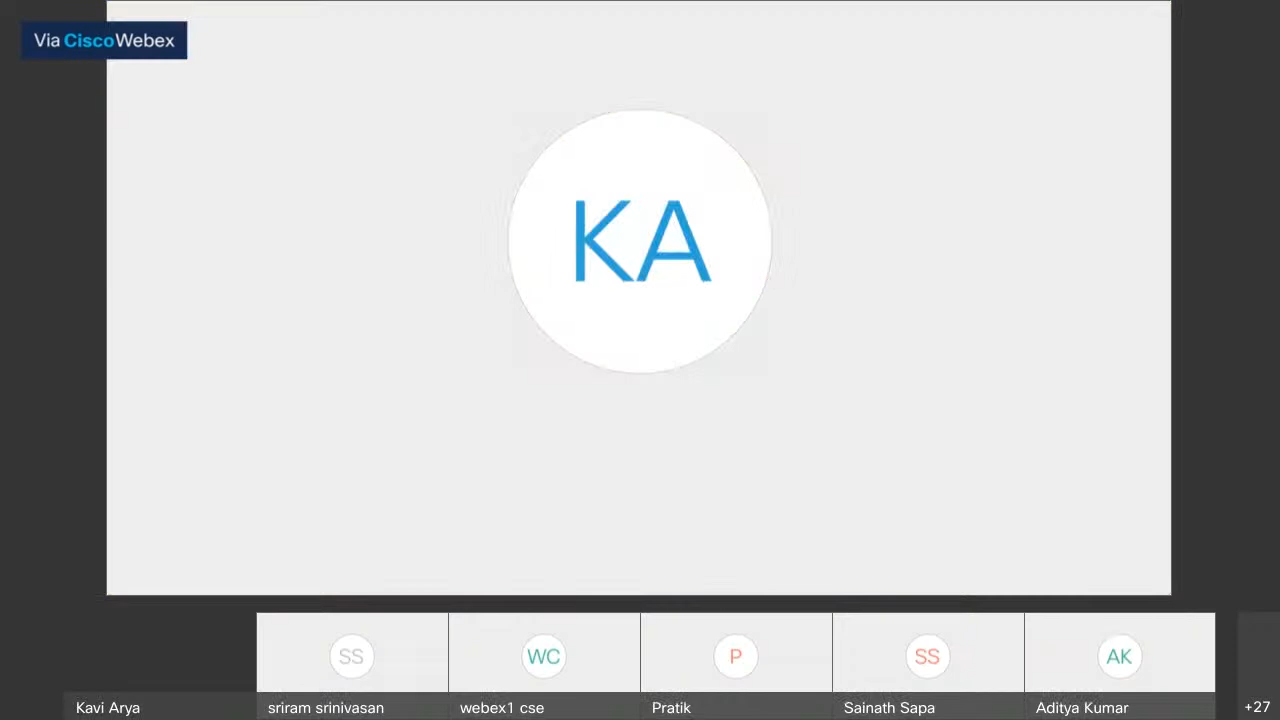 Via CiscoWebex
KA
SS
WC
P
SS
AK
Kavi Arya
sriram srinivasan
webex1 cse
Pratik
Sainath Sapa
Aditya Kumar
+27